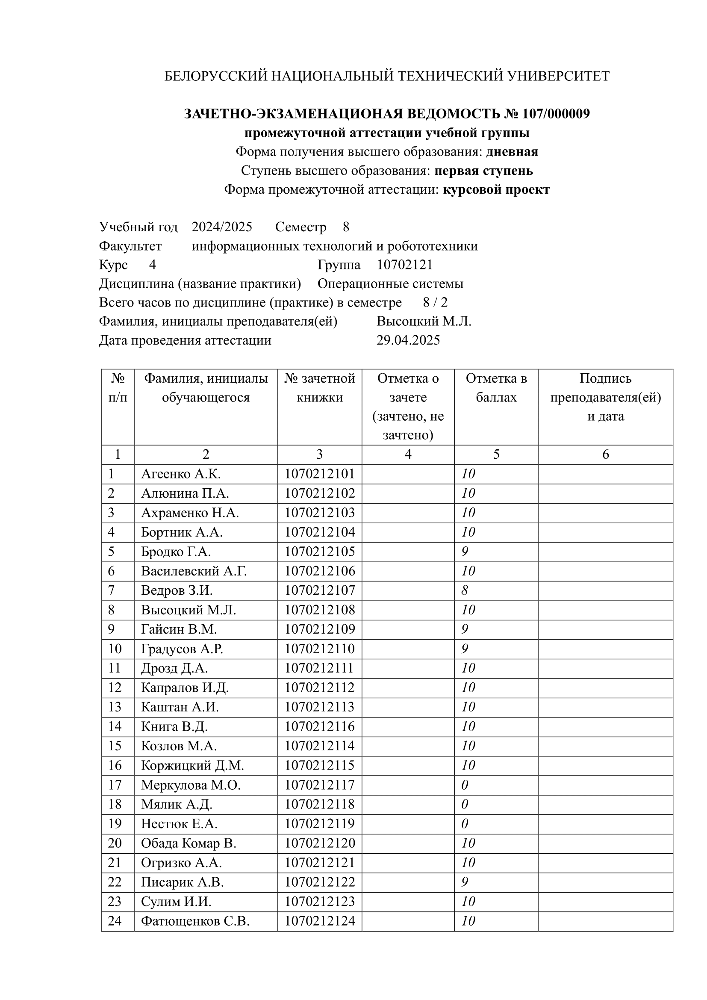 БЕЛОРУССКИЙ НАЦИОНАЛЬНЫЙ ТЕХНИЧЕСКИЙ УНИВЕРСИТЕТ
ЗАЧЕТНО-ЭКЗАМЕНАЦИОНАЯ ВЕДОМОСТЬ № 107/000009
промежуточной аттестации учебной группы
Форма получения высшего образования: дневная
Ступень высшего образования: первая ступень
Форма промежуточной аттестации: курсовой проект
Учебный год 2024/2025 Семестр 8
Факультет информационных технологий и робототехники
Курс 4 Группа 10702121
Дисциплина (название практики) Операционные системы
Всего часов по дисциплине (практике) в семестре 8 / 2
Фамилия, инициалы преподавателя(ей) Высоцкий М.Л.
Дата проведения аттестации 29.04.2025
№ Фамилия, инициалы № зачетной Отметка о Отметка в Подпись
п/п обучающегося книжки зачете баллах преподавателя(ей)
(зачтено, не и дата
зачтено)
1 2 3 4 5 6
1 Агеенко А.К. 1070212101 10
2 Алюнина П.А. 1070212102 10
3 Ахраменко Н.А. 1070212103 10
4 Бортник А.А. 1070212104 10
5 Бродко Г.А. 1070212105 9
6 Василевский А.Г. 1070212106 10
7 Ведров З.И. 1070212107 8
8 Высоцкий М.Л. 1070212108 10
9 Гайсин В.М. 1070212109 9
10 Градусов А.Р. 1070212110 9
11 Дрозд Д.А. 1070212111 10
12 Капралов И.Д. 1070212112 10
13 Каштан А.И. 1070212113 10
14 Книга В.Д. 1070212116 10
15 Козлов М.А. 1070212114 10
16 Коржицкий Д.М. 1070212115 10
17 Меркулова М.О. 1070212117 0
18 Мялик А.Д. 1070212118 0
19 Нестюк Е.А. 1070212119 0
20 Обада Комар В. 1070212120 10
21 Огризко А.А. 1070212121 10
22 Писарик А.В. 1070212122 9
23 Сулим И.И. 1070212123 10
24 Фатющенков С.В. 1070212124 10